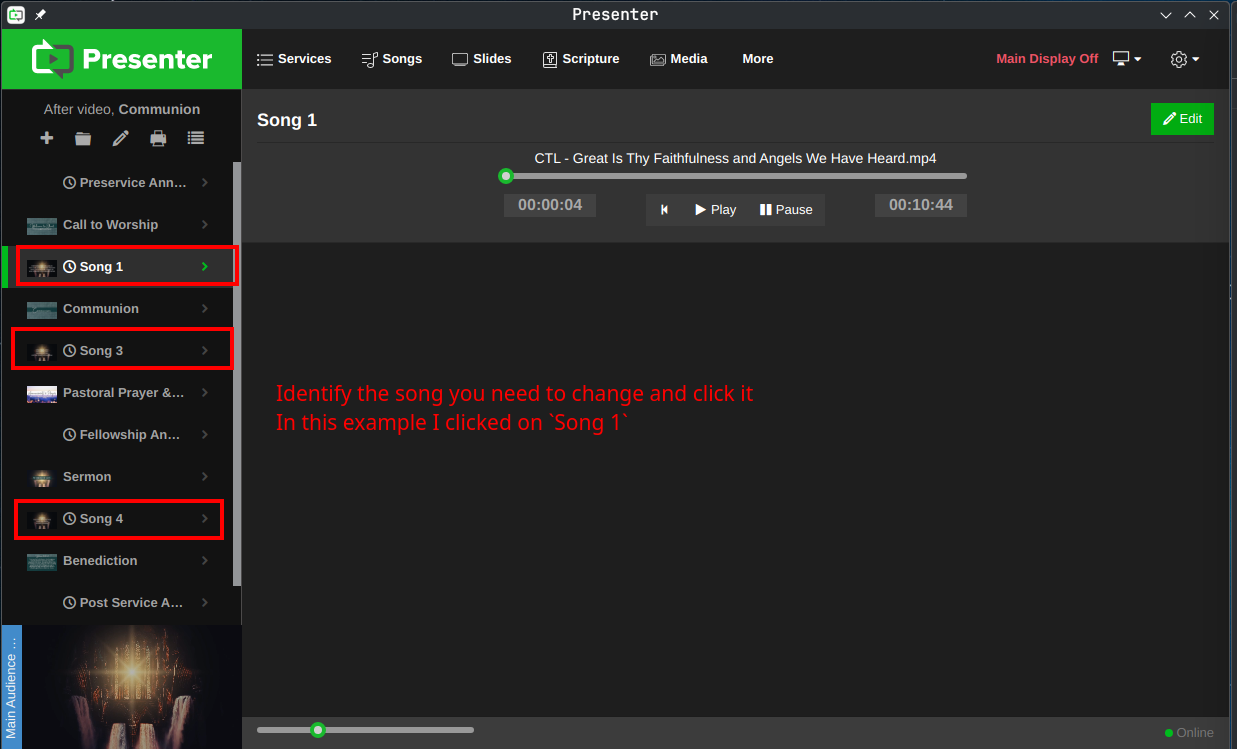 Presenter
Presenter
Services
Songs
Slides
Scripture
Media
More
Main Display Off
After video, Communion
Preservice Ann...
Call to Worship
Song 1
Communion
Song 3
Pastoral Prayer &...
Fellowship An...
Sermon
Song 4
Benediction
Post Service A...
Main Audience ...
Song 1
Edit
CTL - Great Is Thy Faithfulness and Angels We Have Heard.mp4
00:00:04
Play
Pause
00:10:44
Identify the song you need to change and click it
In this example I clicked on `Song 1`
Online